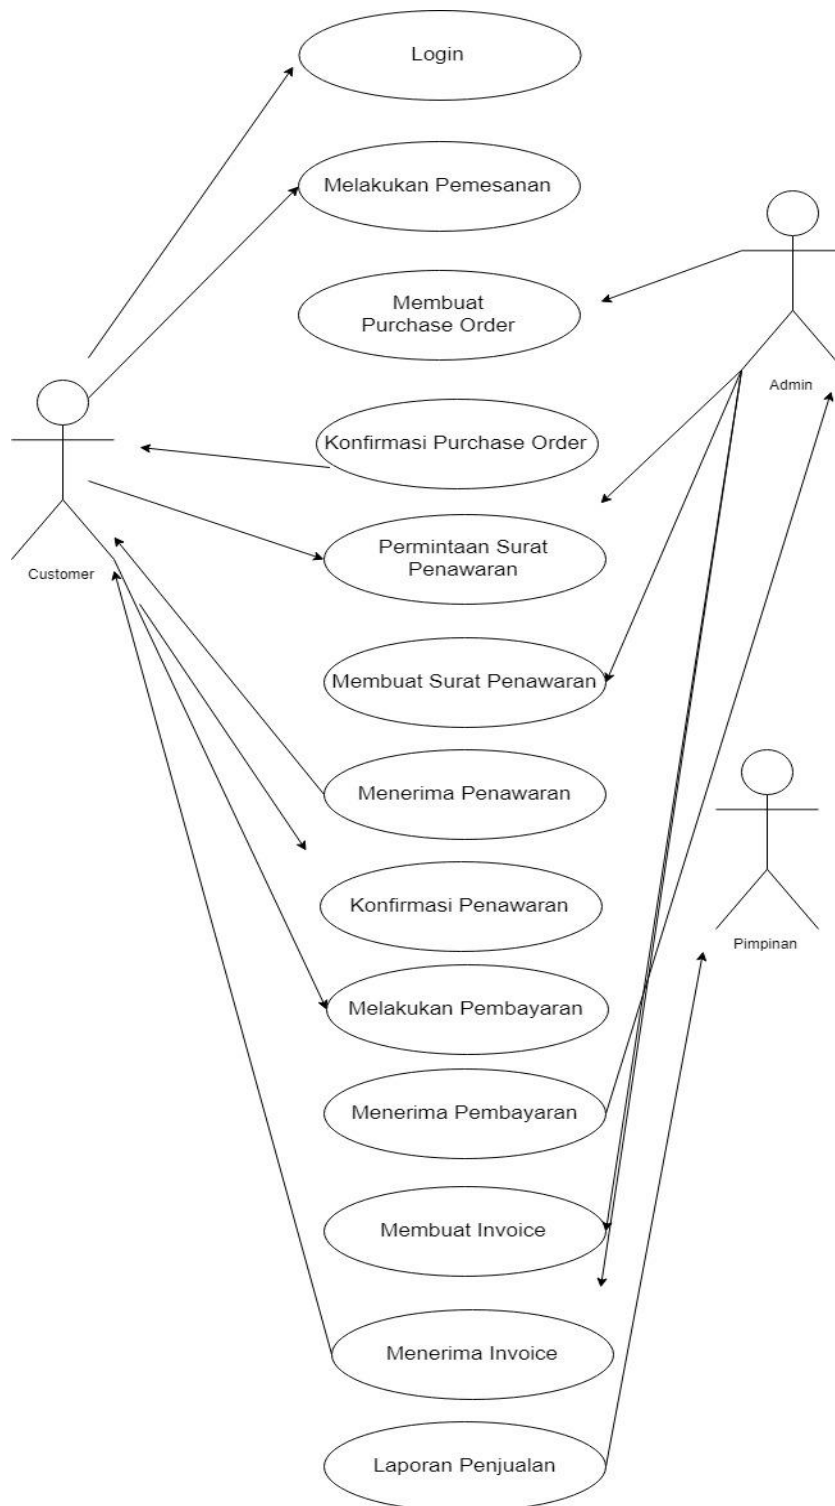 Login
Melakukan Pemesanan
Membuat
Purchase Order
Admin
Konfirmasi Purchase Order
Permintaan Surat
Penawaran
Customer
Membuat Surat Penawaran
Menerima Penawaran
Konfirmasi Penawaran
Pimpinan
Melakukan Pembayaran
Menerima Pembayaran
Membuat Invoice
Menerima Invoice
Laporan Penjualan